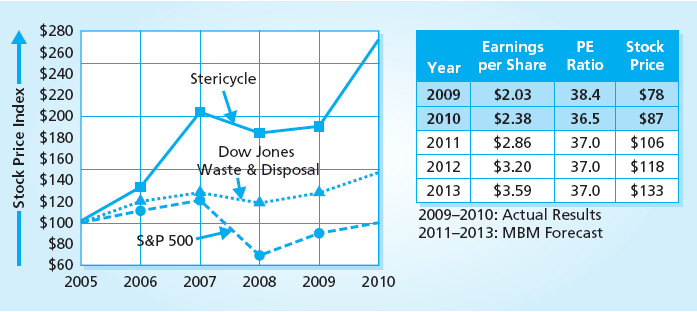 Stock Price Index
$280
$260
$240
$220
$200
$180
$160
$140
$120
$100
$80
$60
Stericycle
Dow Jones
Waste & Disposal
S&P 500
2005 2006 2007 2008 2009 2010
Year Earnings per Share PE Ratio Stock Price
2009 $2.03 38.4 $78
2010 $2.38 36.5 $87
2011 $2.86 37.0 $106
2012 $3.20 37.0 $118
2013 $3.59 37.0 $133
2009–2010: Actual Results
2011–2013: MBM Forecast